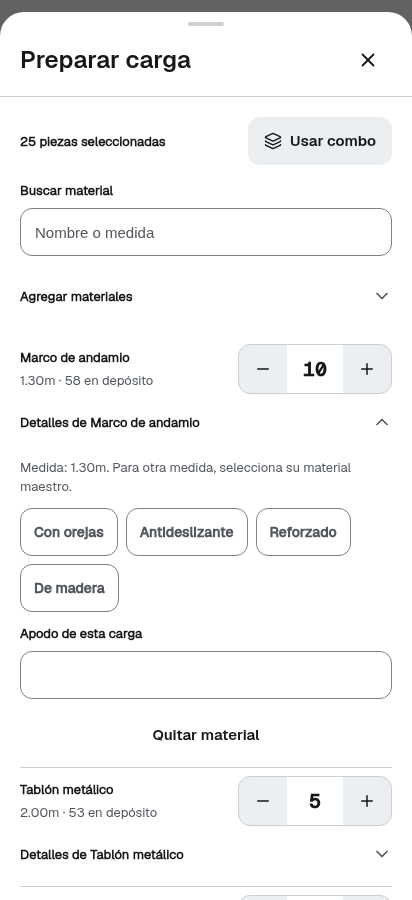 Preparar carga
25 piezas seleccionadas
Usar combo
Buscar material
Nombre o medida
Agregar materiales
Marco de andamio
1.30m · 58 en depósito
10
Detalles de Marco de andamio
Medida: 1.30m. Para otra medida, selecciona su material
maestro.
Con orejas
Antideslizante
Reforzado
De madera
Apodo de esta carga
Quitar material
Tablón metálico
2.00m · 53 en depósito
5
Detalles de Tablón metálico